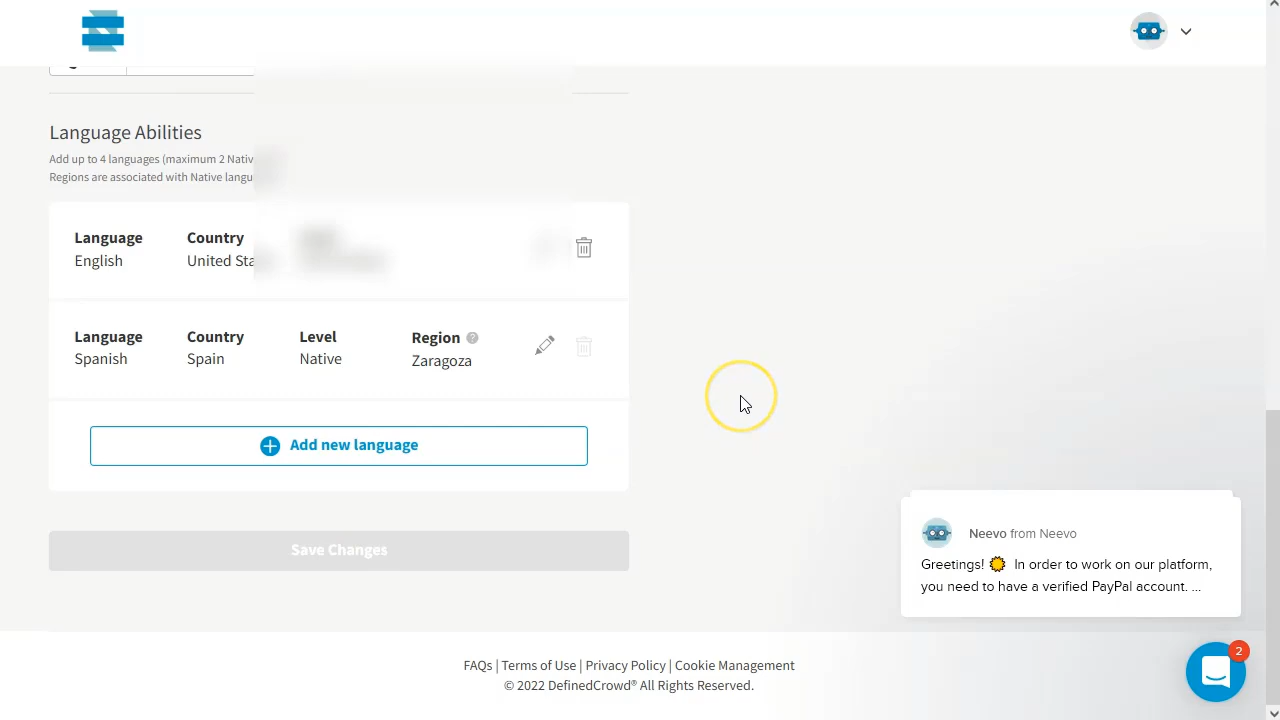 Language Abilities
Add up to 4 languages (maximum 2 Nativ
Regions are associated with Native langu
Language Country
English United Sta
Language Country Level Region ?
Spanish Spain Native Zaragoza
Add new language
Save Changes
Neevo from Neevo
Greetings! 🌞 In order to work on our platform,
you need to have a verified PayPal account. ...
2
FAQs | Terms of Use | Privacy Policy | Cookie Management
© 2022 DefinedCrowd® All Rights Reserved.